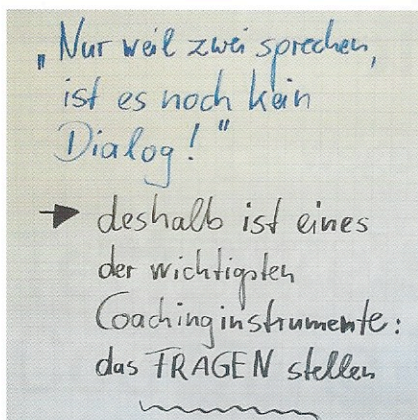 „Nur weil zwei sprechen,
ist es noch kein
Dialog!“
→ deshalb ist eines
der wichtigsten
Coachinginstrumente:
das FRAGEN stellen